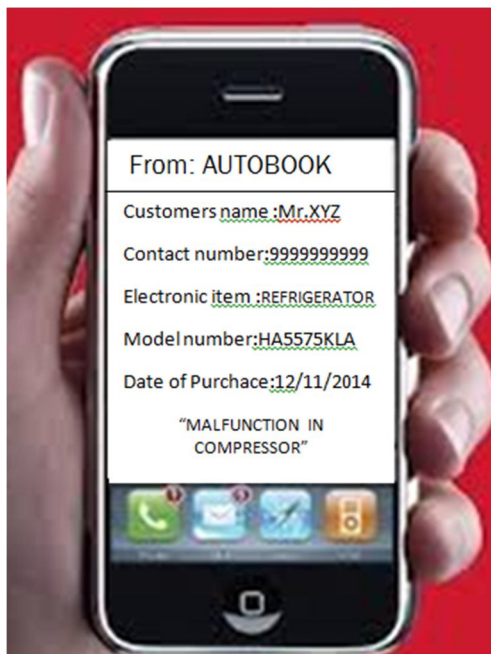 From: AUTOBOOK
Customers name :Mr.XYZ
Contact number:9999999999
Electronic item :REFRIGERATOR
Model number:HA5575KLA
Date of Purchace:12/11/2014
“MALFUNCTION IN
COMPRESSOR”